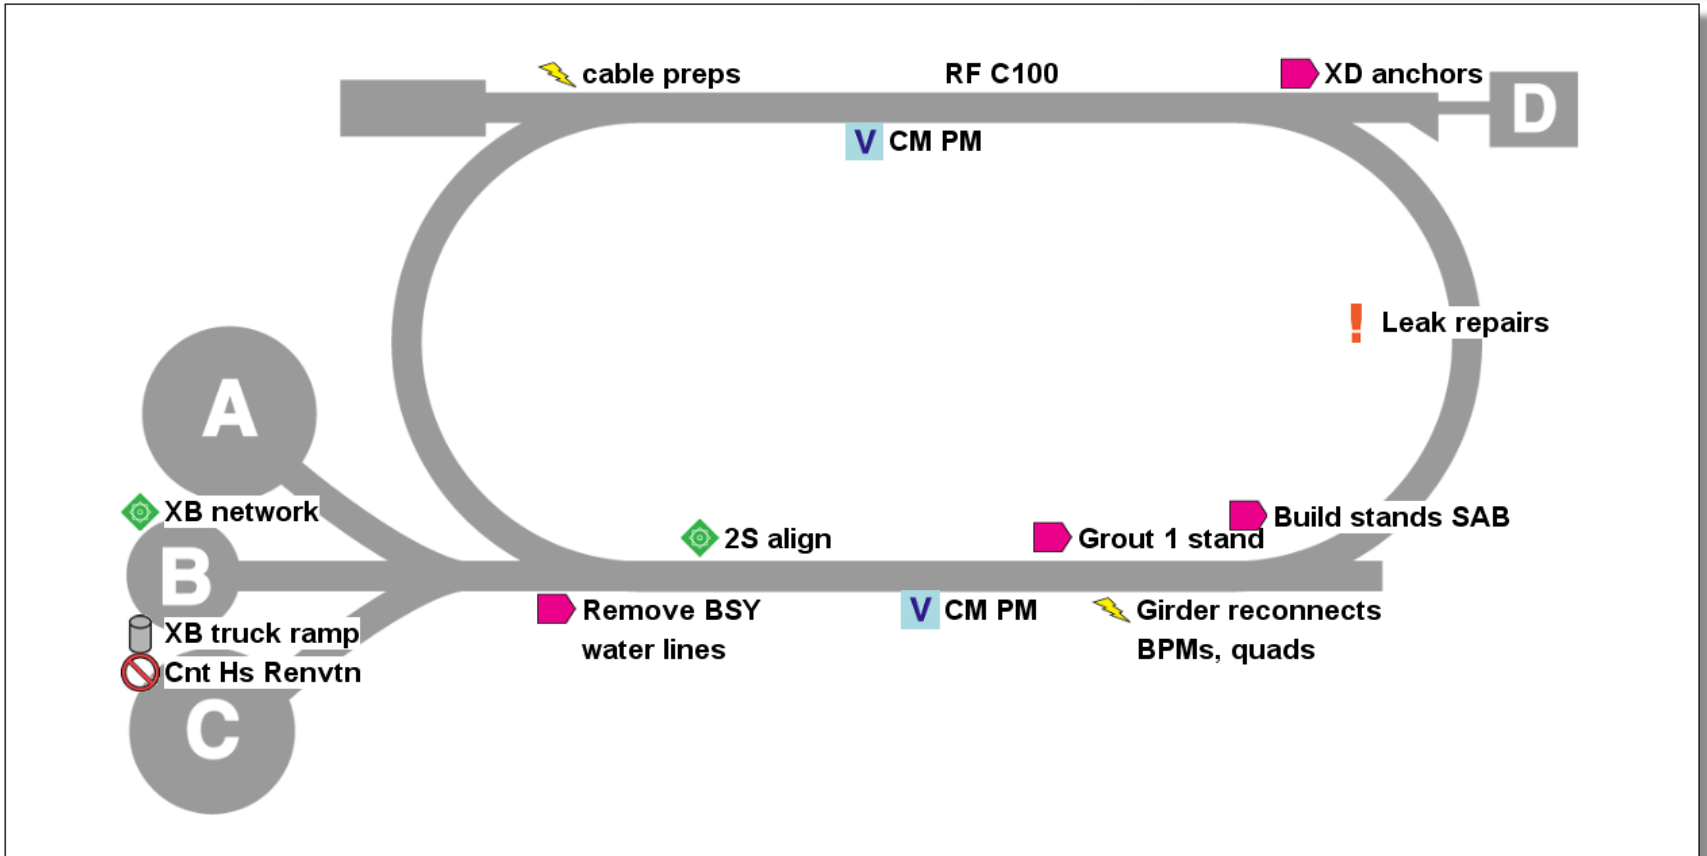 cable preps
RF C100
XD anchors
D
V CM PM
! Leak repairs
A
XB network
B
2S align
Grout 1 stand
Build stands SAB
XB truck ramp
Cnt Hs Renvtn
C
Remove BSY
water lines
V CM PM
Girder reconnects
BPMs, quads